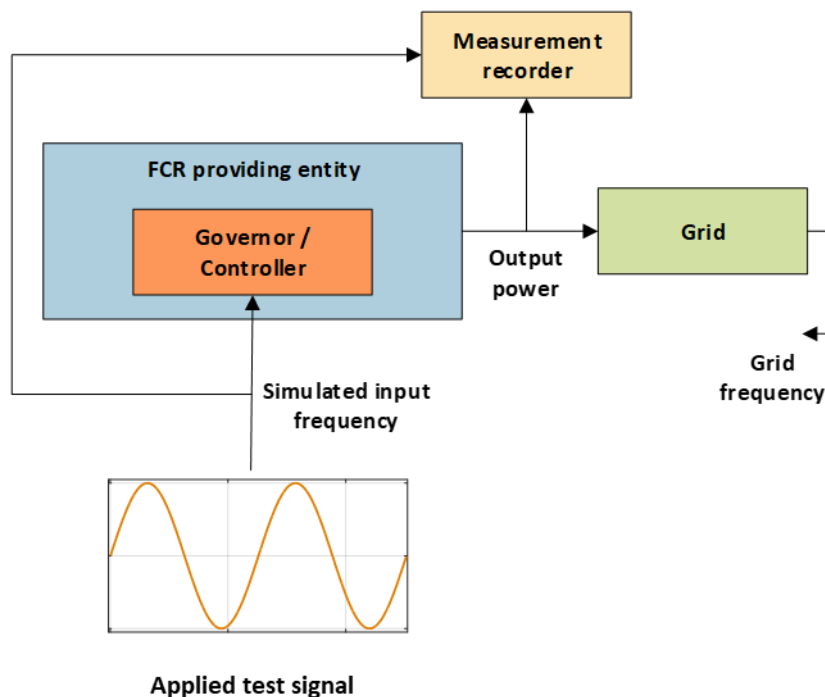 Measurement
recorder
FCR providing entity
Governor /
Controller
Output
power
Grid
Grid
frequency
Simulated input
frequency
Applied test signal